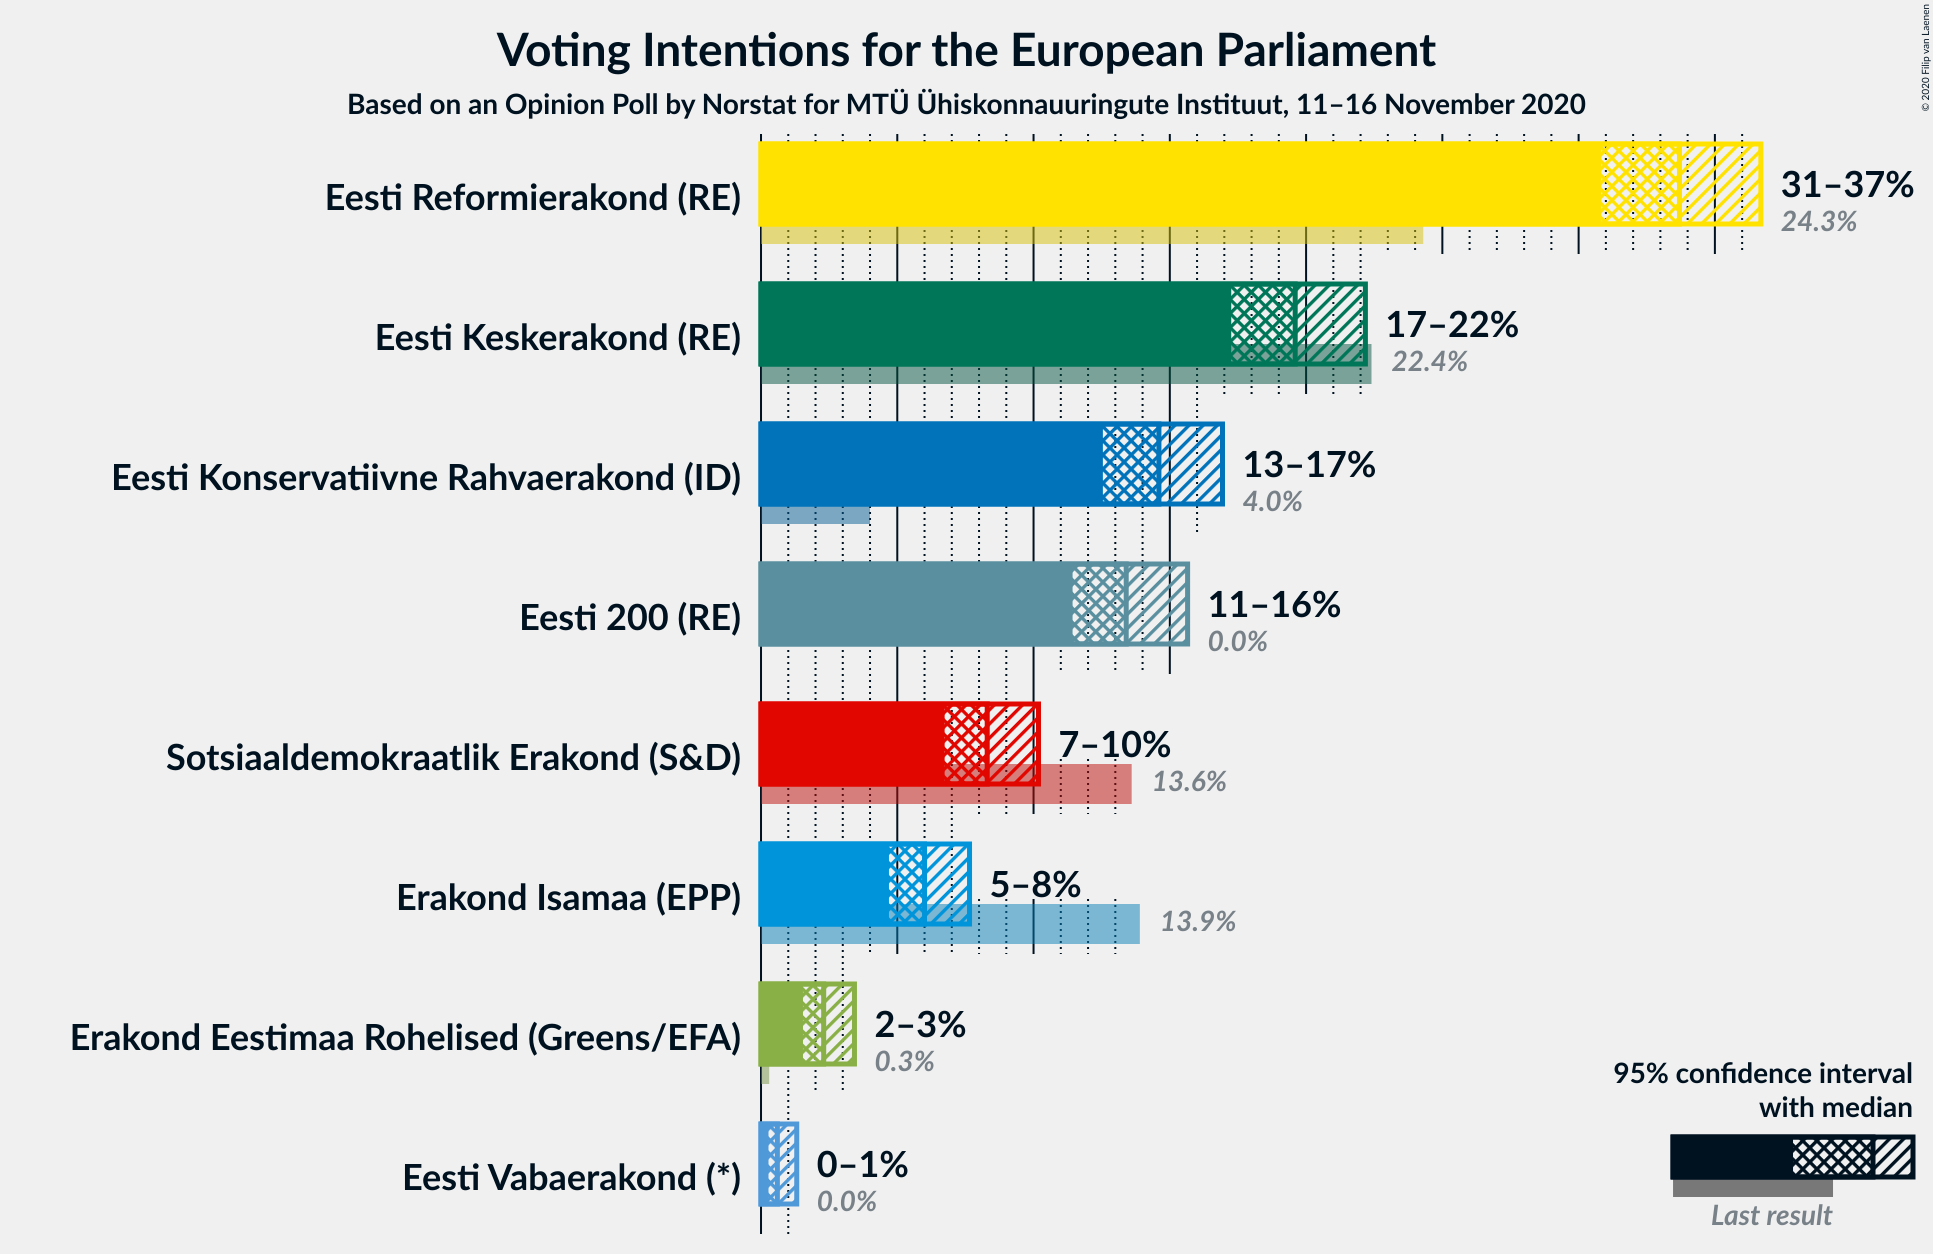 Voting Intentions for the European Parliament
Based on an Opinion Poll by Norstat for MTÜ Ühiskonnauuringute Instituut, 11–16 November 2020
© 2020 Filip van Laenen
Eesti Reformierakond (RE)
31–37%
24.3%
Eesti Keskerakond (RE)
17–22%
22.4%
Eesti Konservatiivne Rahvaerakond (ID)
13–17%
4.0%
Eesti 200 (RE)
11–16%
0.0%
Sotsiaaldemokraatlik Erakond (S&D)
7–10%
13.6%
Erakond Isamaa (EPP)
5–8%
13.9%
Erakond Eestimaa Rohelised (Greens/EFA)
2–3%
0.3%
Eesti Vabaerakond (*)
0–1%
0.0%
95% confidence interval
with median
Last result